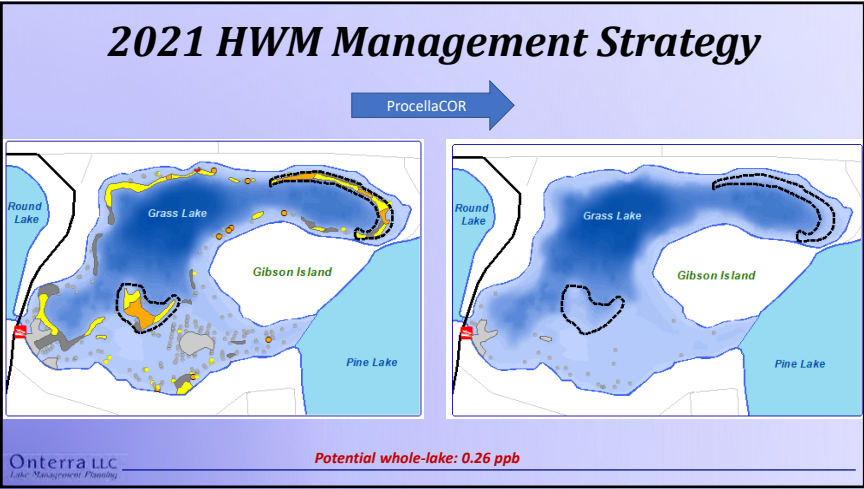 2021 HWM Management Strategy
ProcellaCOR
Round
Lake
Grass Lake
Gibson Island
Pine Lake
Round
Lake
Grass Lake
Gibson Island
Pine Lake
Potential whole-lake: 0.26 ppb
Onterra LLC
Lake Management Planning